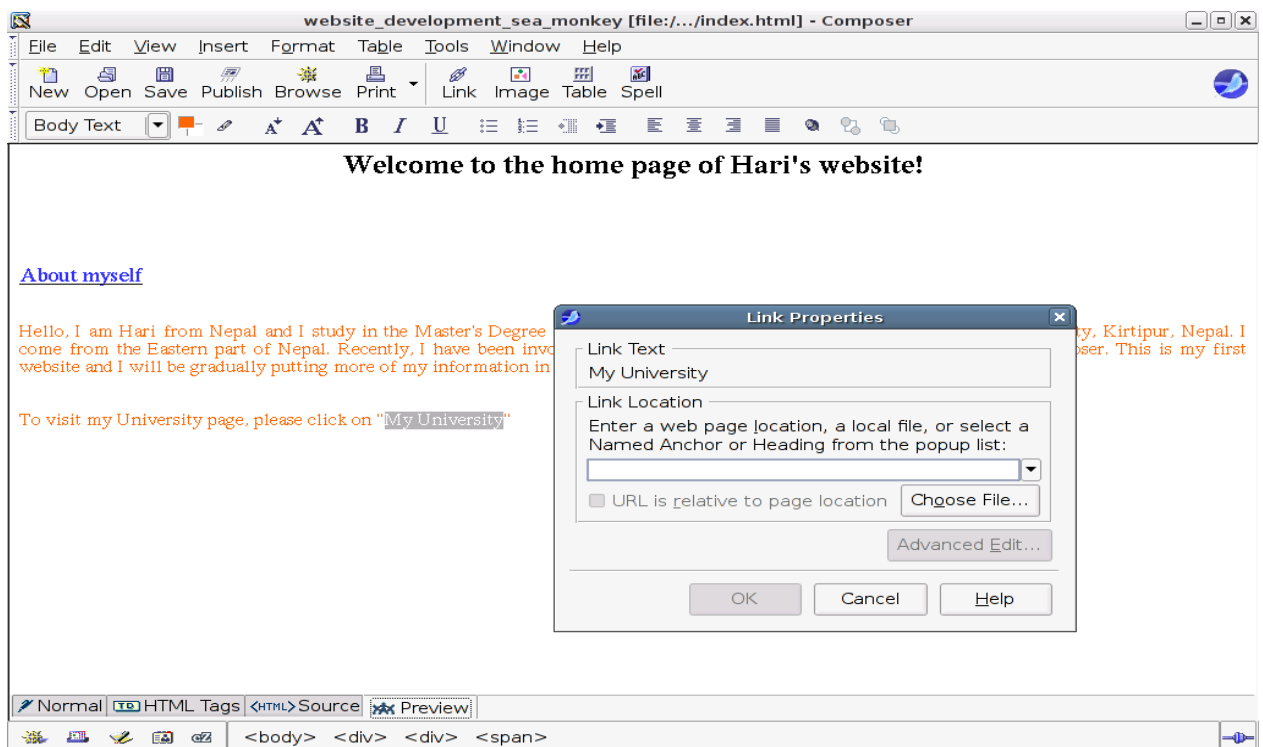 website_development_sea_monkey [file:/.../index.html] - Composer
File Edit View Insert Format Table Tools Window Help
New Open Save Publish Browse Print Link Image Table Spell
Body Text
Welcome to the home page of Hari's website!
About myself
Hello, I am Hari from Nepal and I study in the Master's Degree ty, Kirtipur, Nepal. I
come from the Eastern part of Nepal. Recently, I have been invo oser. This is my first
website and I will be gradually putting more of my information in
To visit my University page, please click on "My University"
Link Properties
Link Text
My University
Link Location
Enter a web page location, a local file, or select a
Named Anchor or Heading from the popup list:
URL is relative to page location Choose File...
Advanced Edit...
OK Cancel Help
Normal TD HTML Tags <HTML> Source Preview
<body> <div> <div> <span>